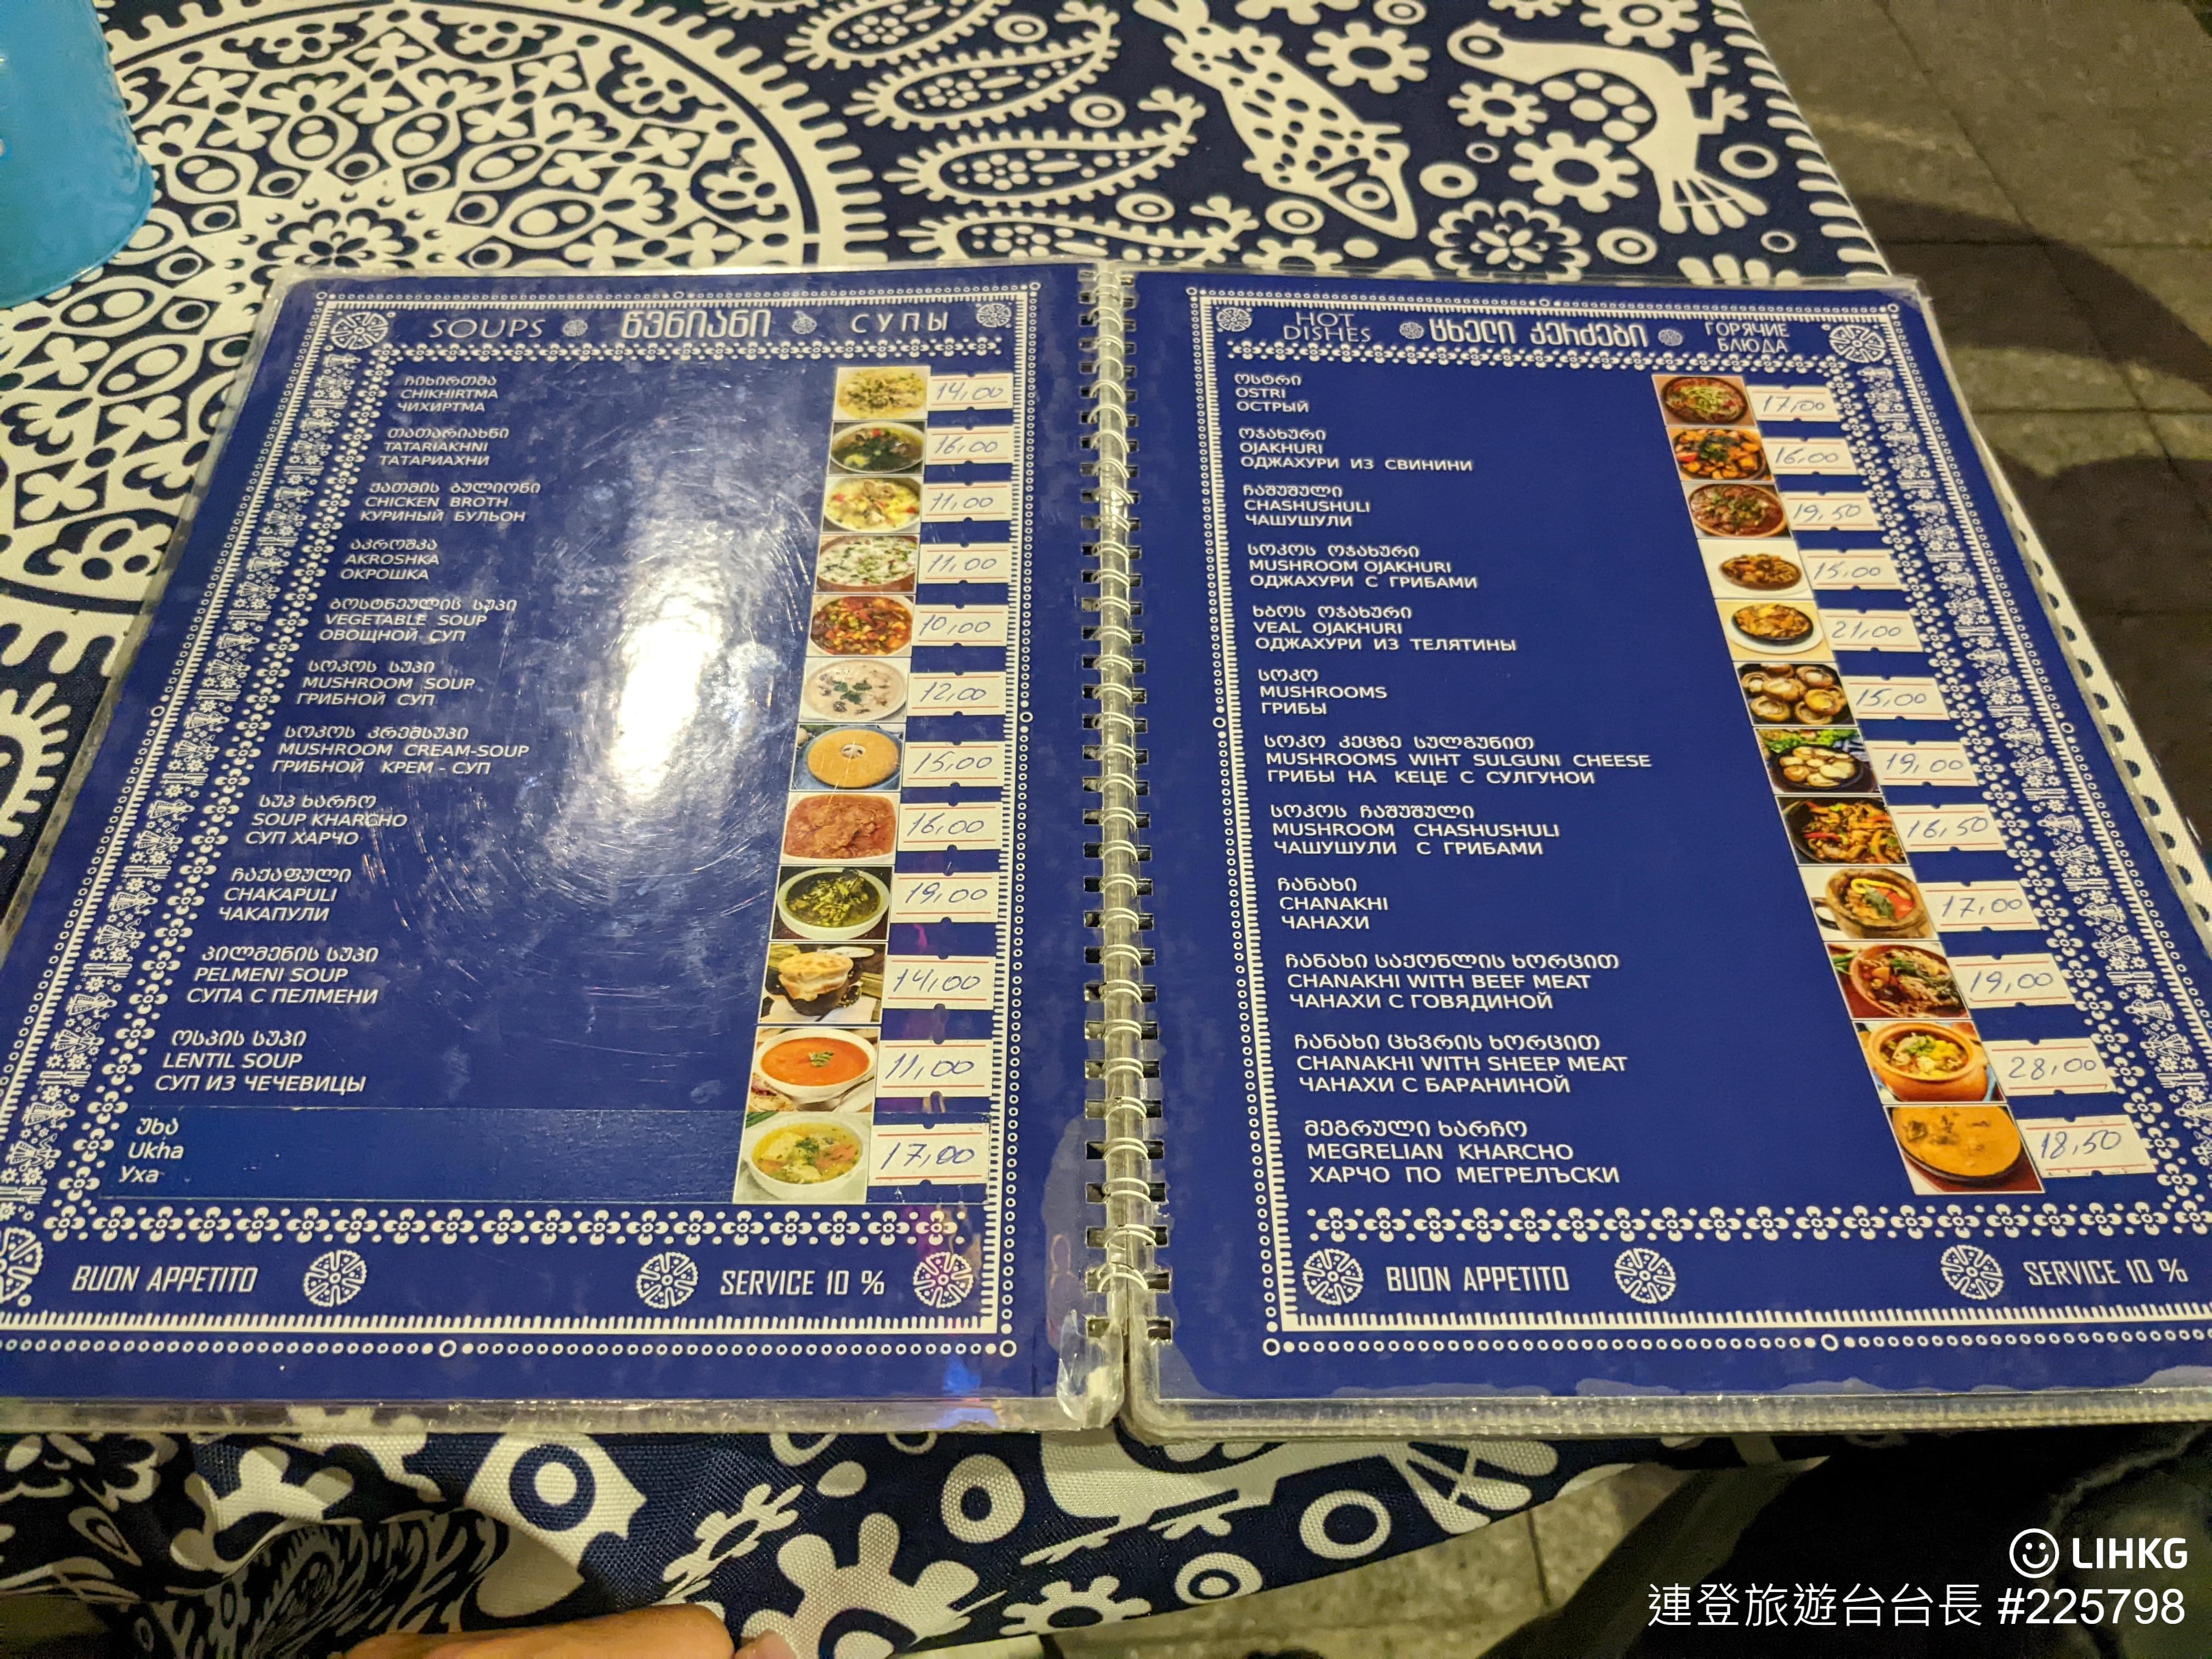 SOUPS წვნიანი СУПЫ
ჩიხირთმა
CHIKHIRTMA
ЧИХИРТМА
14,00
თათარიახნი
TATARIAKHNI
ТАТАРИАХНИ
16,00
ქათმის ბულიონი
CHICKEN BROTH
КУРИНЫЙ БУЛЬОН
11,00
აკროშკა
AKROSHKA
ОКРОШКА
11,00
ბოსტნეულის სუპი
VEGETABLE SOUP
ОВОЩНОЙ СУП
10,00
სოკოს სუპი
MUSHROOM SOUP
ГРИБНОЙ СУП
12,00
სოკოს კრემსუპი
MUSHROOM CREAM-SOUP
ГРИБНОЙ КРЕМ - СУП
15,00
სუპ ხარჩო
SOUP KHARCHO
СУП ХАРЧО
16,00
ჩაქაფული
CHAKAPULI
ЧАКАПУЛИ
19,00
პილმენის სუპი
PELMENI SOUP
СУПА С ПЕЛМЕНИ
14,00
ოსპის სუპი
LENTIL SOUP
СУП ИЗ ЧЕЧЕВИЦЫ
11,00
უხა
Ukha
Уха
17,00
BUON APPETITO SERVICE 10 %
HOT
DISHES ცხელი კერძები ГОРЯЧИЕ
БЛЮДА
ოსტრი
OSTRI
ОСТРЫЙ
17,00
ოჯახური
OJAKHURI
ОДЖАХУРИ ИЗ СВИНИНИ
16,00
ჩაშუშული
CHASHUSHULI
ЧАШУШУЛИ
19,50
სოკოს ოჯახური
MUSHROOM OJAKHURI
ОДЖАХУРИ С ГРИБАМИ
15,00
ხბოს ოჯახური
VEAL OJAKHURI
ОДЖАХУРИ ИЗ ТЕЛЯТИНЫ
21,00
სოკო
MUSHROOMS
ГРИБЫ
15,00
სოკო კეცზე სულგუნით
MUSHROOMS WIHT SULGUNI CHEESE
ГРИБЫ НА КЕЦЕ С СУЛГУНОИ
19,00
სოკოს ჩაშუშული
MUSHROOM CHASHUSHULI
ЧАШУШУЛИ С ГРИБАМИ
16,50
ჩანახი
CHANAKHI
ЧАНАХИ
17,00
ჩანახი საქონლის ხორცით
CHANAKHI WITH BEEF MEAT
ЧАНАХИ С ГОВЯДИНОЙ
19,00
ჩანახი ცხვრის ხორცით
CHANAKHI WITH SHEEP MEAT
ЧАНАХИ С БАРАНИНОЙ
28,00
მეგრული ხარჩო
MEGRELIAN KHARCHO
ХАРЧО ПО МЕГРЕЛЪСКИ
18,50
BUON APPETITO SERVICE 10 %
LIHKG
連登旅遊台台長 #225798